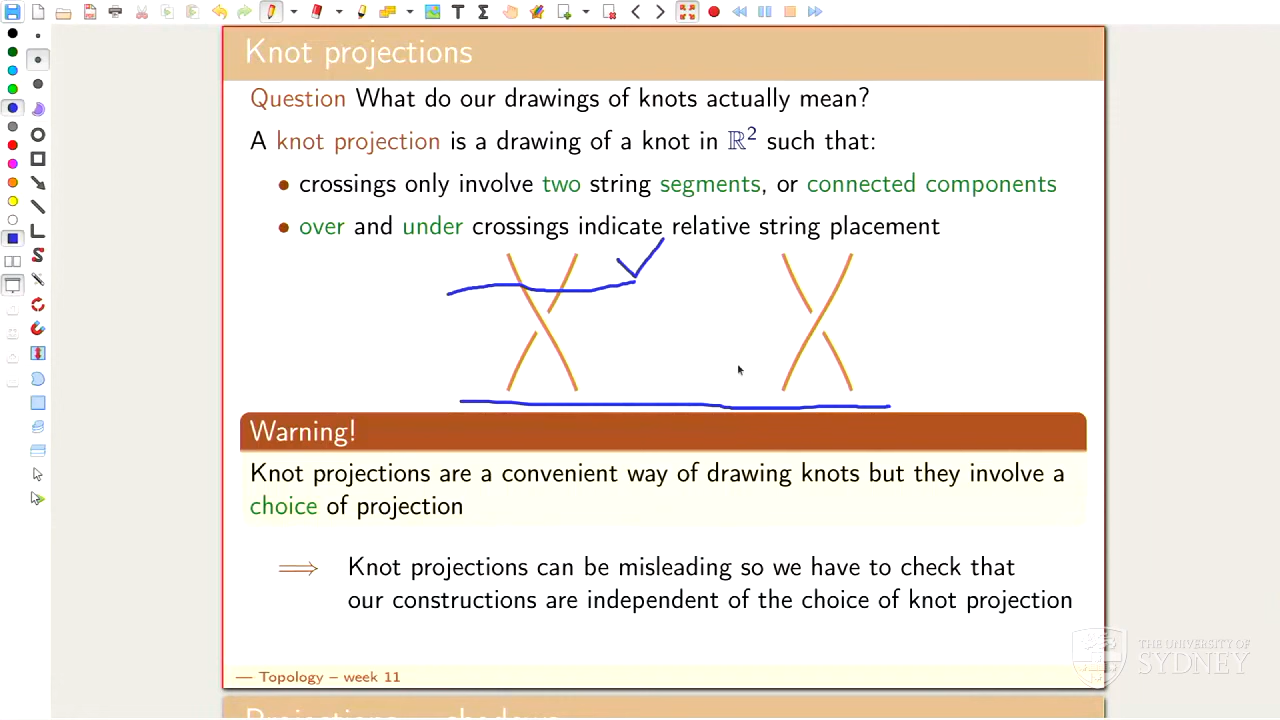 Knot projections
Question What do our drawings of knots actually mean?
A knot projection is a drawing of a knot in ℝ² such that:
• crossings only involve two string segments, or connected components
• over and under crossings indicate relative string placement
Warning!
Knot projections are a convenient way of drawing knots but they involve a
choice of projection
⟹ Knot projections can be misleading so we have to check that
our constructions are independent of the choice of knot projection
THE UNIVERSITY OF
SYDNEY
— Topology – week 11